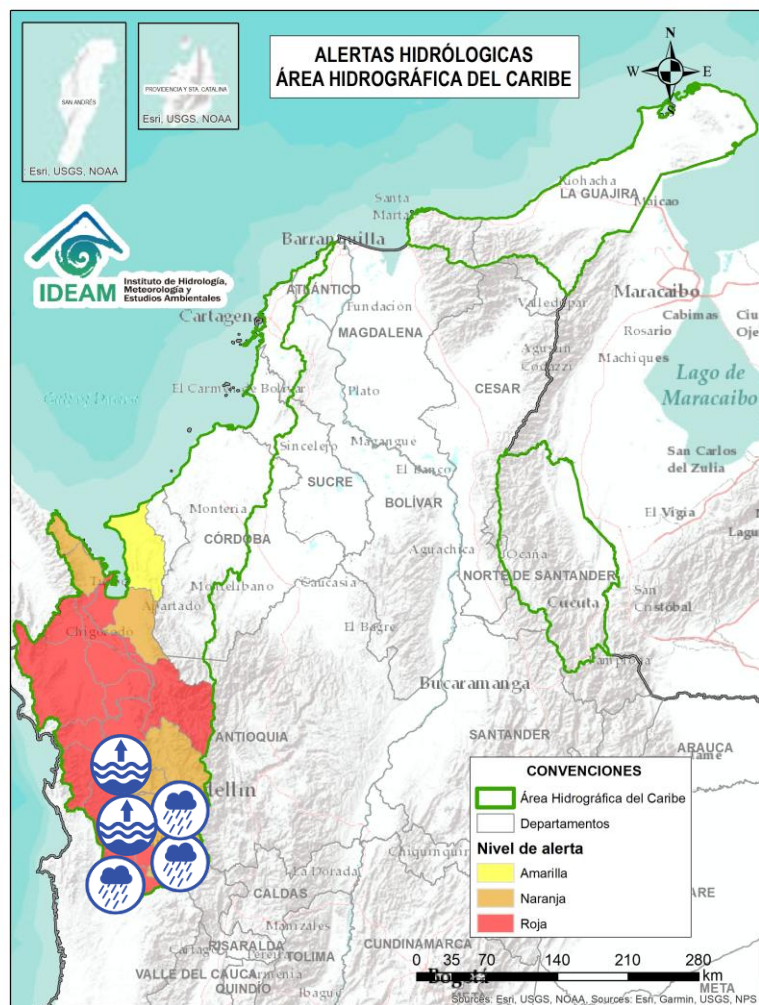 ALERTAS HIDRÓLOGICAS
ÁREA HIDROGRÁFICA DEL CARIBE
SAN ANDRÉS
Esri, USGS, NOAA
PROVIDENCIA Y STA. CATALINA
Esri, USGS, NOAA
N
W
E
S
IDEAM
Instituto de Hidrología,
Meteorología y
Estudios Ambientales
Riohacha
LA GUAJIRA
Maicao
Santa
Marta
Barranquilla
ATLÁNTICO
Fundación
Valledupar
Maracaibo
Cartagena
MAGDALENA
Cabimas
Rosario
Agustín
Codazzi
Machiques
El Carmen de Bolívar
Plato
CESAR
Lago de
Maracaibo
Sincelejo
Magangue
San Carlos
del Zulia
El Banco
SUCRE
BOLÍVAR
Montería
El Vigía
CÓRDOBA
Aguachica
Ocaña
NORTE DE SANTANDER
Montelíbano
Caucasia
San
Cristóbal
Apartadó
Cucuta
El Bagre
Pamplona
Bucaramanga
ANTIOQUIA
SANTANDER
ARAUCA
La Dorada
CALDAS
Manizales
RISARALDA
TOLIMA
CUNDINAMARCA
VALLE DEL CAUCA
Armenia
QUINDÍO
Ibagué
Bogotá
META
CONVENCIONES
Área Hidrográfica del Caribe
Departamentos
Nivel de alerta
Amarilla
Naranja
Roja
0 35 70 140 210 280
km
Sources: Esri, USGS, NOAA, Sources: Esri, Garmin, USGS, NPS